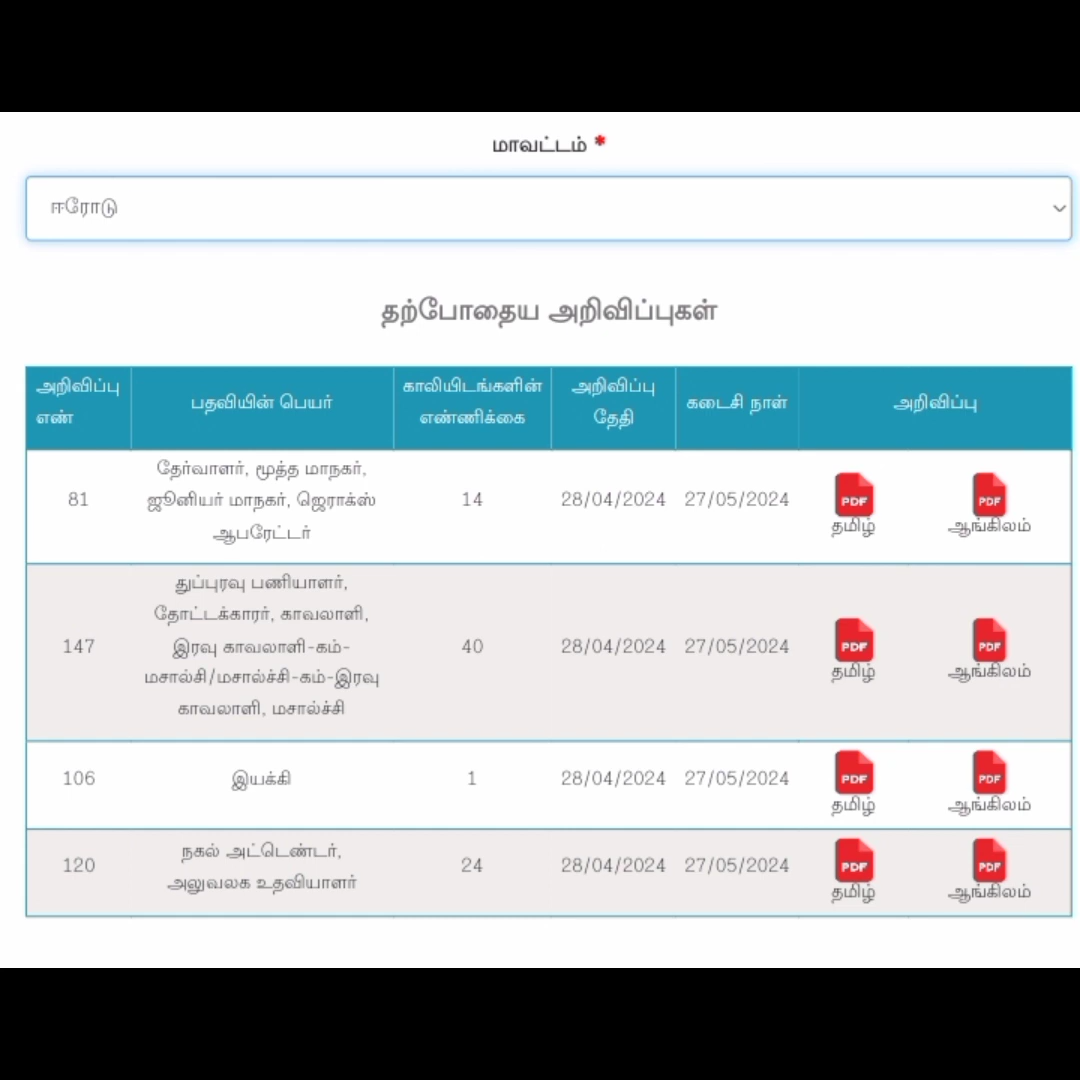 மாவட்டம் *
ஈரோடு
தற்போதைய அறிவிப்புகள்
அறிவிப்பு எண் பதவியின் பெயர் காலியிடங்களின் எண்ணிக்கை அறிவிப்பு தேதி கடைசி நாள் அறிவிப்பு
தேர்வாளர், மூத்த மாநகர்,
81 ஜூனியர் மாநகர், ஜெராக்ஸ் 14 28/04/2024 27/05/2024 PDF தமிழ் PDF ஆங்கிலம்
ஆபரேட்டர்
துப்புரவு பணியாளர்,
தோட்டக்காரர், காவலாளி,
147 இரவு காவலாளி-கம்- 40 28/04/2024 27/05/2024 PDF தமிழ் PDF ஆங்கிலம்
மசால்சி/மசால்ச்சி-கம்-இரவு
காவலாளி, மசால்ச்சி
106 இயக்கி 1 28/04/2024 27/05/2024 PDF தமிழ் PDF ஆங்கிலம்
120 நகல் அட்டெண்டர், 24 28/04/2024 27/05/2024 PDF தமிழ் PDF ஆங்கிலம்
அலுவலக உதவியாளர்